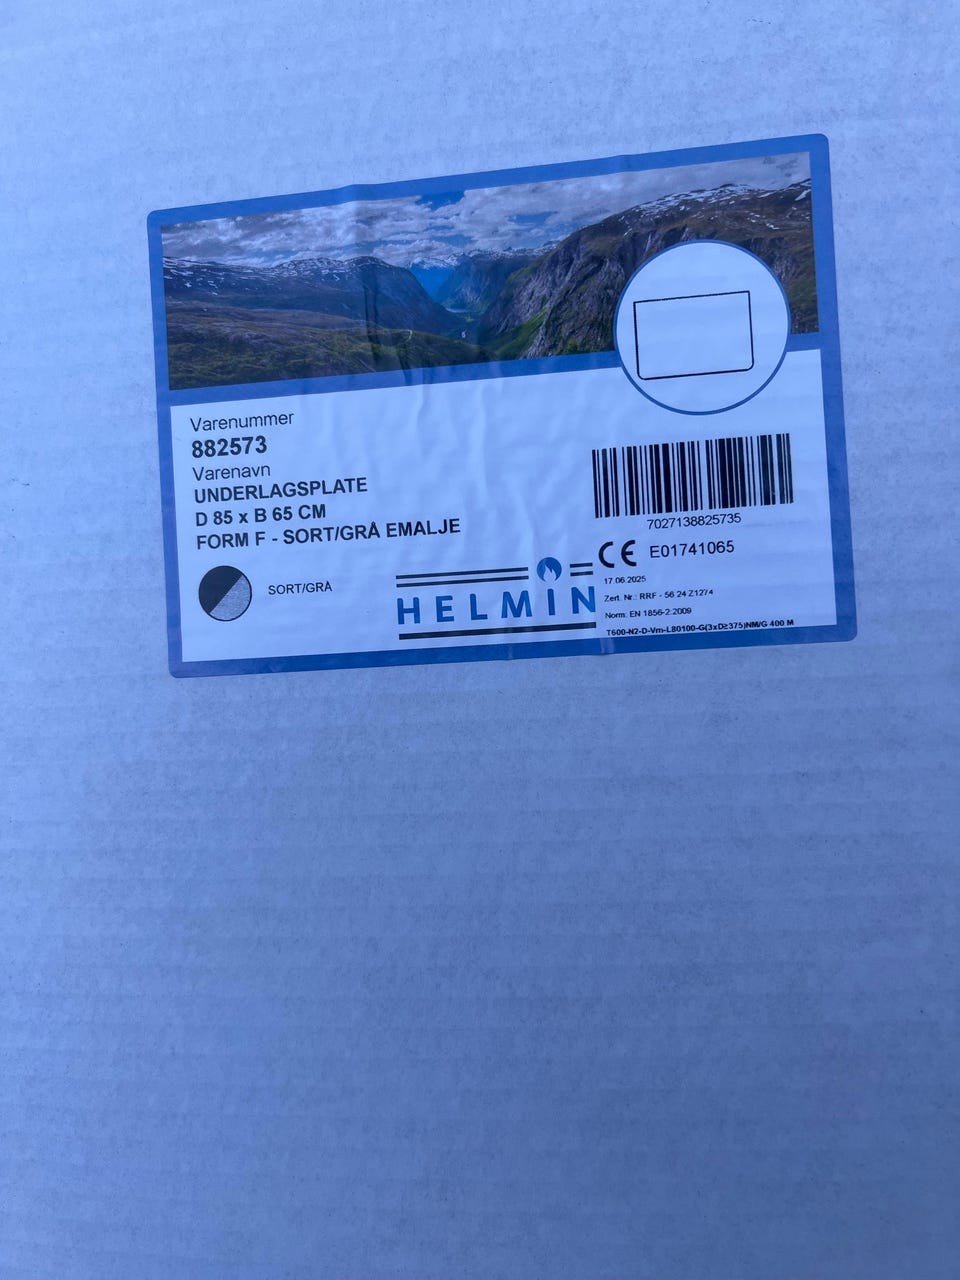 Varenummer
882573
Varenavn
UNDERLAGSPLATE
D 85 x B 65 CM
FORM F - SORT/GRÅ EMALJE
SORT/GRÅ
HELMIN
7027138825735
CE E01741065
17.06.2025
Zert. Nr.: RRF - 56 24 Z1274
Norm: EN 1856-2:2009
T600-N2-D-Vm-L80100-G(3xD≥375)NM/G 400 M